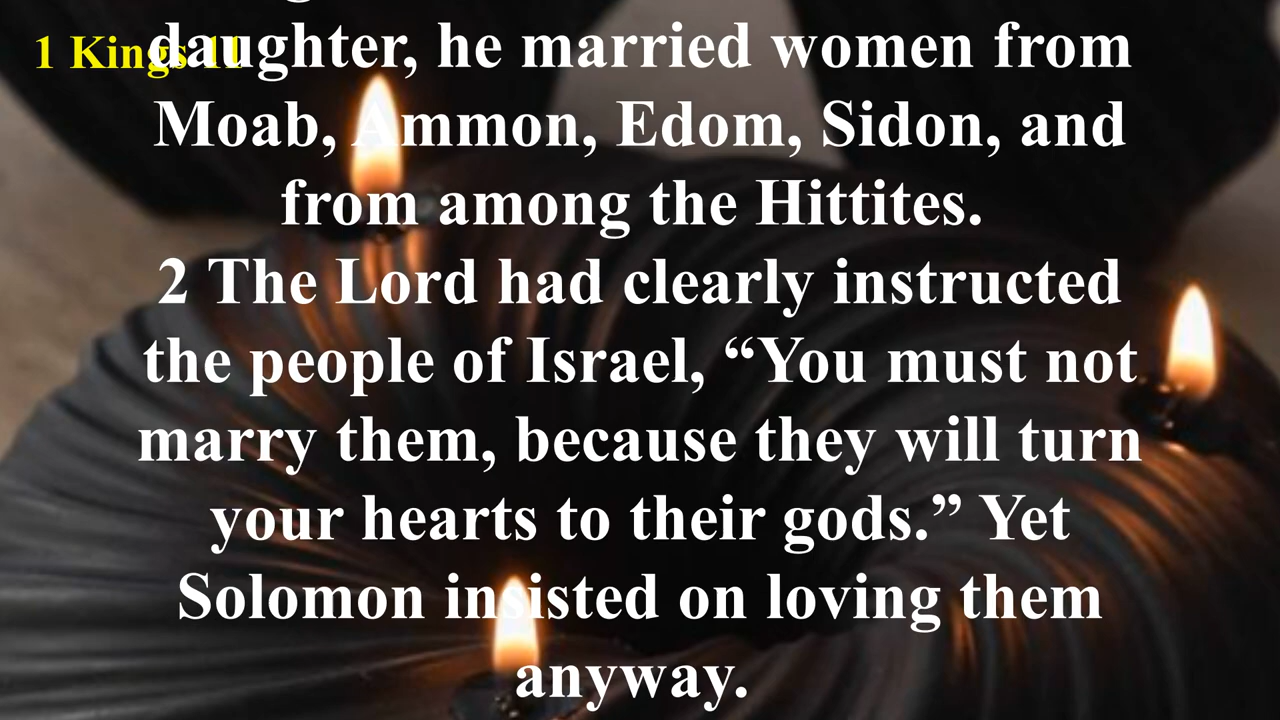 1 Kings 11
daughter, he married women from
Moab, Ammon, Edom, Sidon, and
from among the Hittites.
2 The Lord had clearly instructed
the people of Israel, “You must not
marry them, because they will turn
your hearts to their gods.” Yet
Solomon insisted on loving them
anyway.